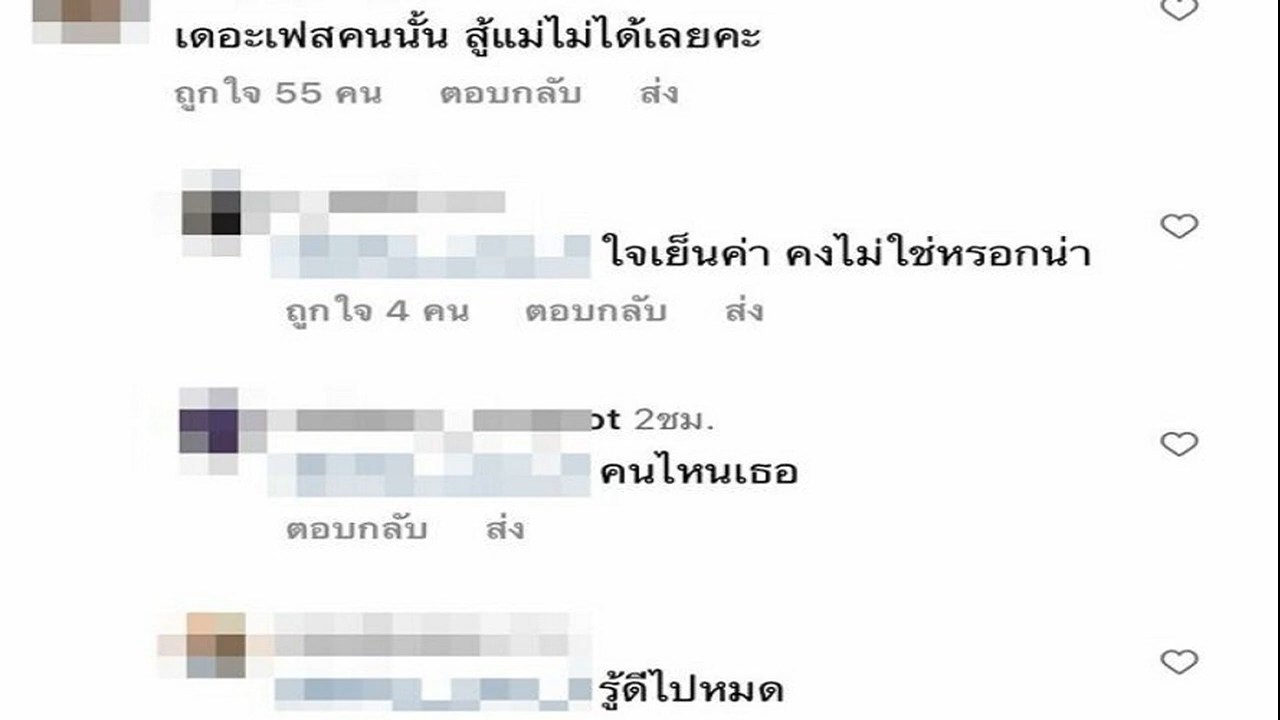 เดอะเฟสคนนั้น สู้แม่ไม่ได้เลยคะ
ถูกใจ 55 คน ตอบกลับ ส่ง
ใจเย็นค่า คงไม่ใช่หรอกน่า
ถูกใจ 4 คน ตอบกลับ ส่ง
ot 2ชม.
คนไหนเธอ
ตอบกลับ ส่ง
รู้ดีไปหมด